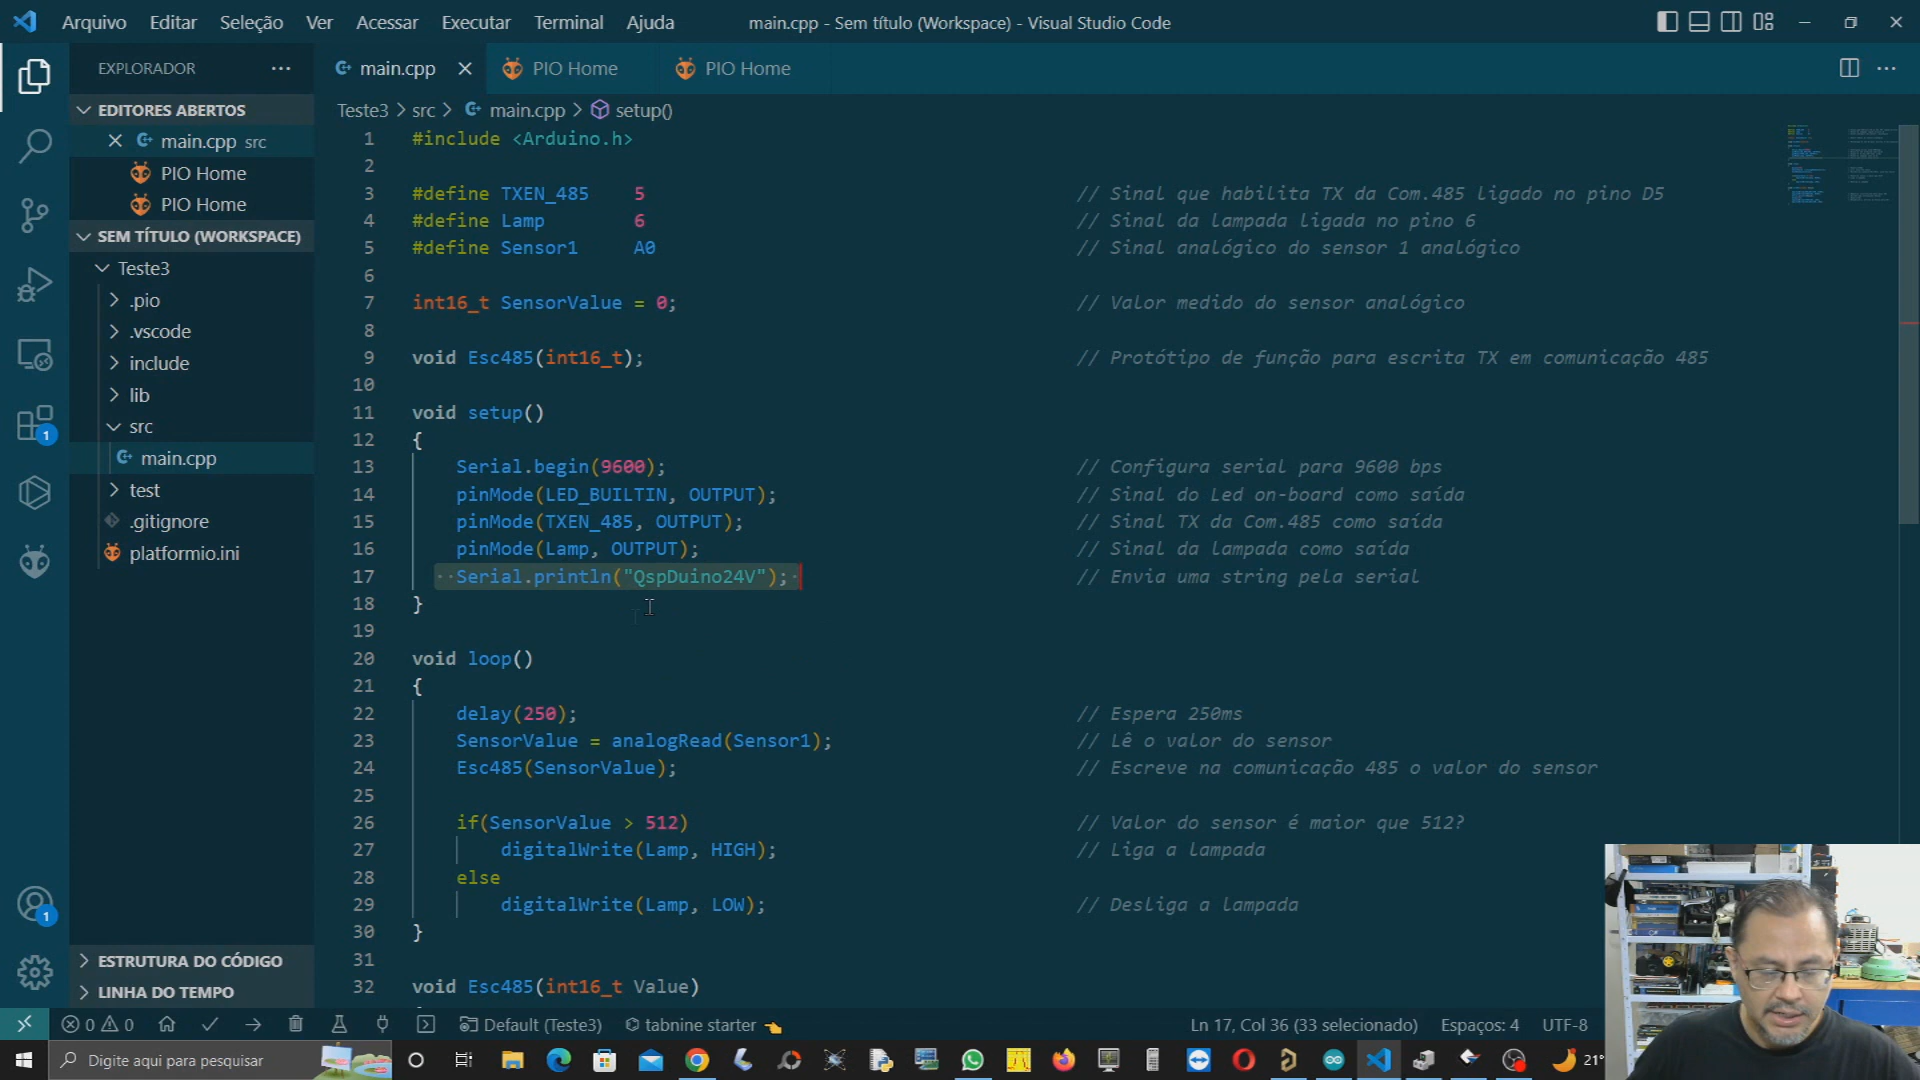 Arquivo Editar Seleção Ver Acessar Executar Terminal Ajuda
main.cpp - Sem título (Workspace) - Visual Studio Code
EXPLORADOR
main.cpp
PIO Home
PIO Home
EDITORES ABERTOS
main.cpp src
PIO Home
PIO Home
SEM TÍTULO (WORKSPACE)
Teste3
.pio
.vscode
include
lib
src
main.cpp
test
.gitignore
platformio.ini
ESTRUTURA DO CÓDIGO
LINHA DO TEMPO
Teste3 > src > main.cpp > setup()
1 #include <Arduino.h>
2
3 #define TXEN_485 5 // Sinal que habilita TX da Com.485 ligado no pino D5
4 #define Lamp 6 // Sinal da lampada ligada no pino 6
5 #define Sensor1 A0 // Sinal analógico do sensor 1 analógico
6
7 int16_t SensorValue = 0; // Valor medido do sensor analógico
8
9 void Esc485(int16_t); // Protótipo de função para escrita TX em comunicação 485
10
11 void setup()
12 {
13 Serial.begin(9600); // Configura serial para 9600 bps
14 pinMode(LED_BUILTIN, OUTPUT); // Sinal do Led on-board como saída
15 pinMode(TXEN_485, OUTPUT); // Sinal TX da Com.485 como saída
16 pinMode(Lamp, OUTPUT); // Sinal da lampada como saída
17 Serial.println("QspDuino24V"); // Envia uma string pela serial
18 }
19
20 void loop()
21 {
22 delay(250); // Espera 250ms
23 SensorValue = analogRead(Sensor1); // Lê o valor do sensor
24 Esc485(SensorValue); // Escreve na comunicação 485 o valor do sensor
25
26 if(SensorValue > 512) // Valor do sensor é maior que 512?
27 digitalWrite(Lamp, HIGH); // Liga a lampada
28 else
29 digitalWrite(Lamp, LOW); // Desliga a lampada
30 }
31
32 void Esc485(int16_t Value)
1
1
0 0 Default (Teste3) tabnine starter Ln 17, Col 36 (33 selecionado) Espaços: 4 UTF-8
Digite aqui para pesquisar
21°